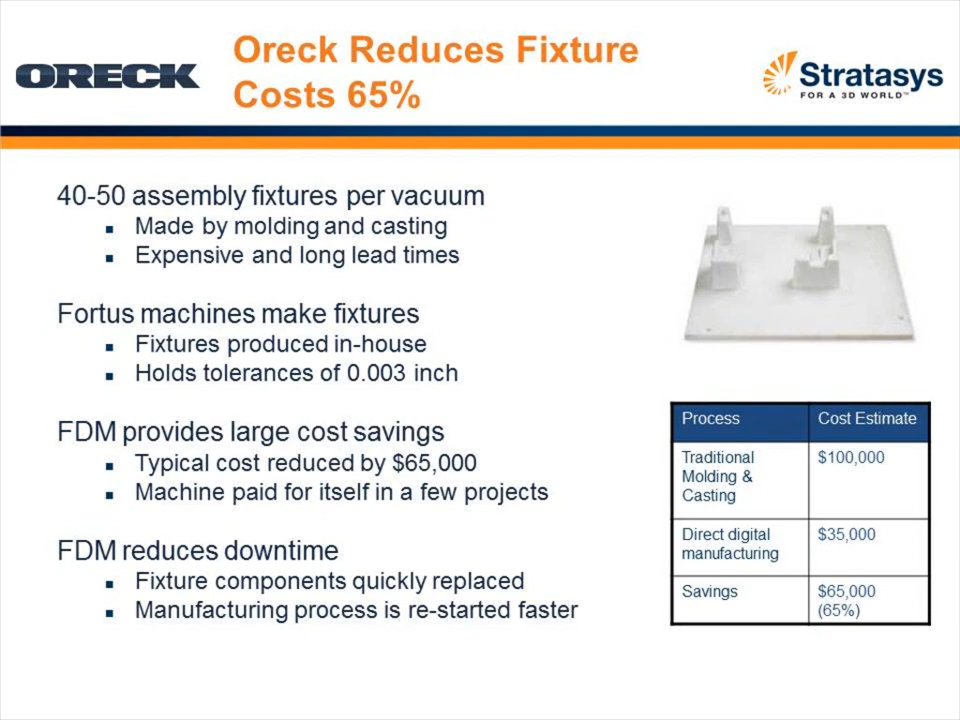 ORECK
Oreck Reduces Fixture
Costs 65%
Stratasys
FOR A 3D WORLD™
40-50 assembly fixtures per vacuum
▪ Made by molding and casting
▪ Expensive and long lead times
Fortus machines make fixtures
▪ Fixtures produced in-house
▪ Holds tolerances of 0.003 inch
FDM provides large cost savings
▪ Typical cost reduced by $65,000
▪ Machine paid for itself in a few projects
FDM reduces downtime
▪ Fixture components quickly replaced
▪ Manufacturing process is re-started faster
Process Cost Estimate
Traditional $100,000
Molding &
Casting
Direct digital $35,000
manufacturing
Savings $65,000
(65%)